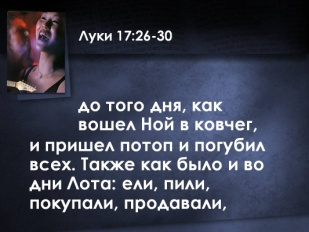 Луки 17:26-30
до того дня, как
вошел Ной в ковчег,
и пришел потоп и погубил
всех. Также как было и во
дни Лота: ели, пили,
покупали, продавали,